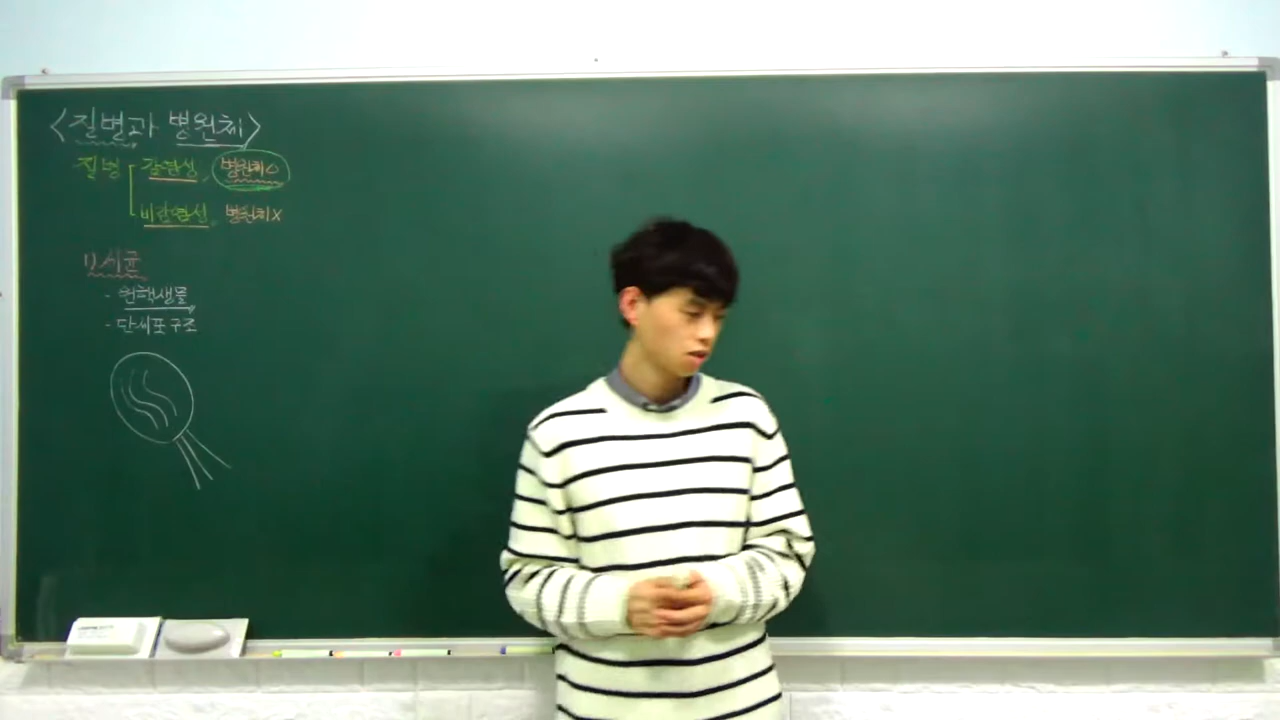 <질병과 병원체>
질병 감염성 병원체○
비감염성 병원체X
1). 세균
- 원핵생물
- 단세포 구조